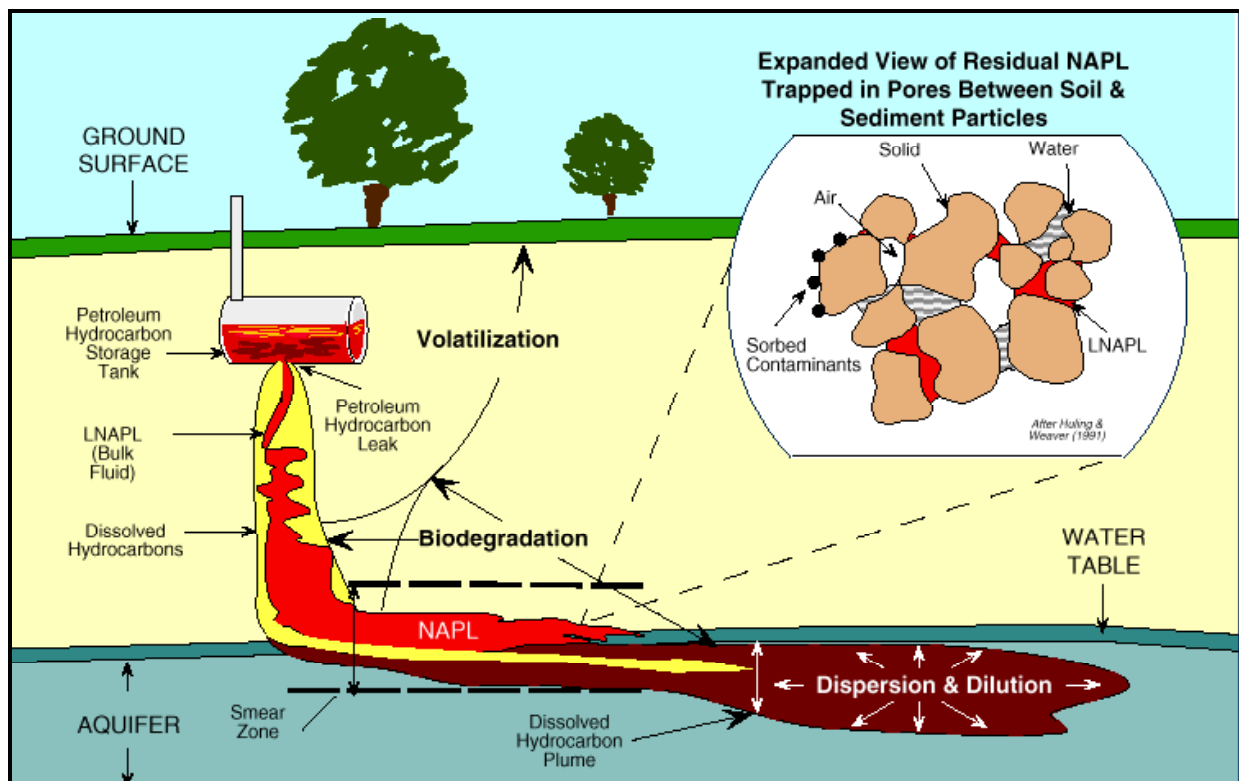 Expanded View of Residual NAPL
Trapped in Pores Between Soil &
Sediment Particles
GROUND
SURFACE
Solid
Water
Air
Sorbed
Contaminants
LNAPL
After Huling &
Weaver (1991)
Petroleum
Hydrocarbon
Storage
Tank
Volatilization
Petroleum
Hydrocarbon
Leak
LNAPL
(Bulk
Fluid)
Dissolved
Hydrocarbons
Biodegradation
WATER
TABLE
NAPL
Dispersion & Dilution
AQUIFER
Smear
Zone
Dissolved
Hydrocarbon
Plume